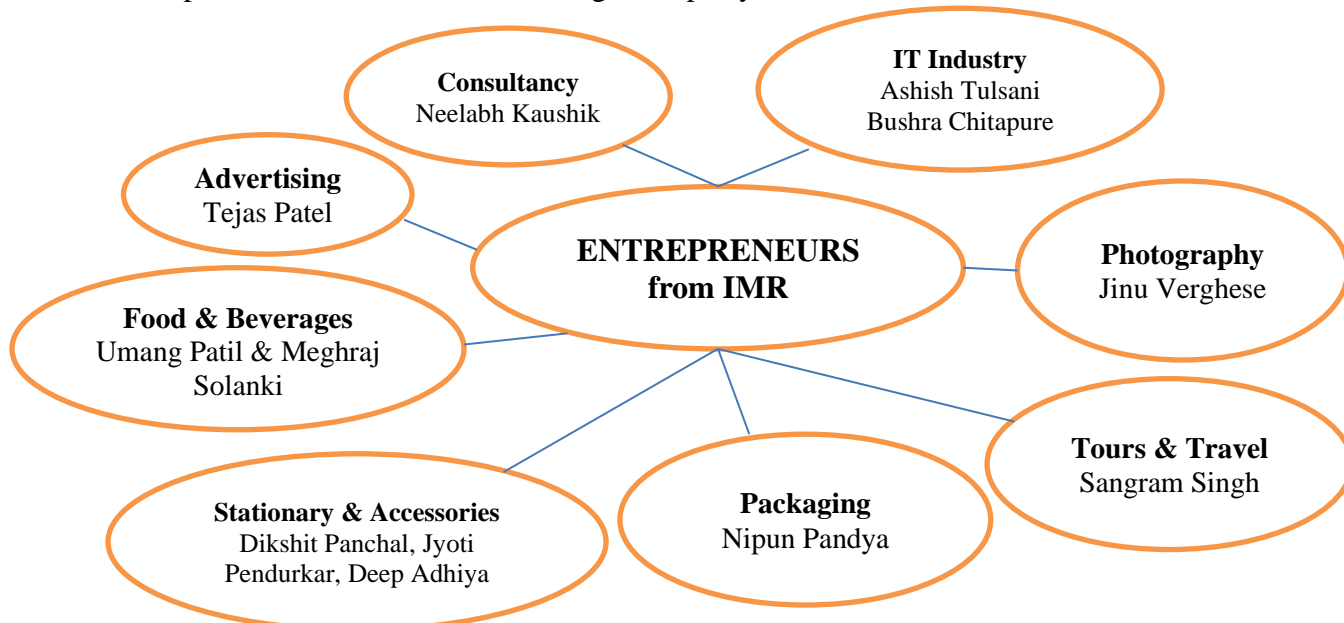 Consultancy
Neelabh Kaushik
IT Industry
Ashish Tulsani
Bushra Chitapure
Advertising
Tejas Patel
ENTREPRENEURS
from IMR
Photography
Jinu Verghese
Food & Beverages
Umang Patil & Meghraj
Solanki
Tours & Travel
Sangram Singh
Stationary & Accessories
Dikshit Panchal, Jyoti
Pendurkar, Deep Adhiya
Packaging
Nipun Pandya